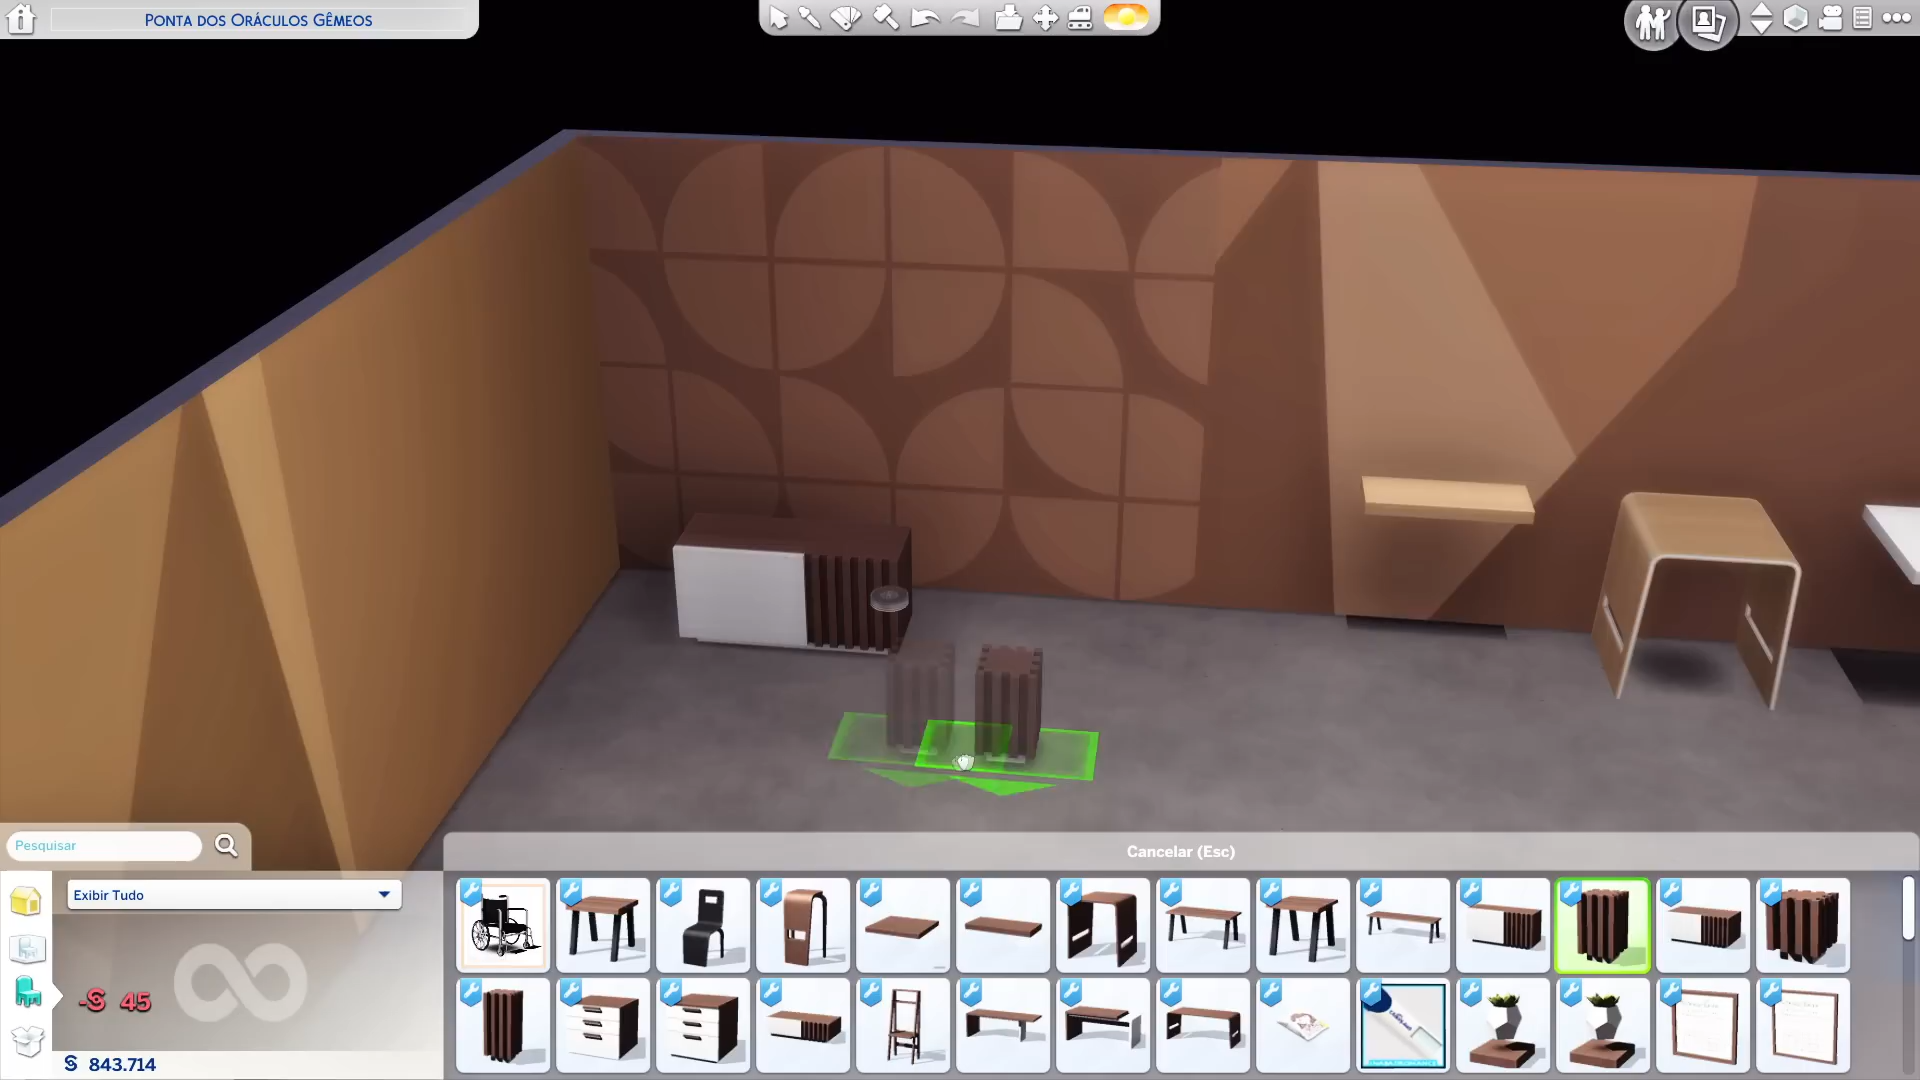 Ponta dos Oráculos Gêmeos
Pesquisar
Cancelar (Esc)
Exibir Tudo
-§ 45
§ 843.714